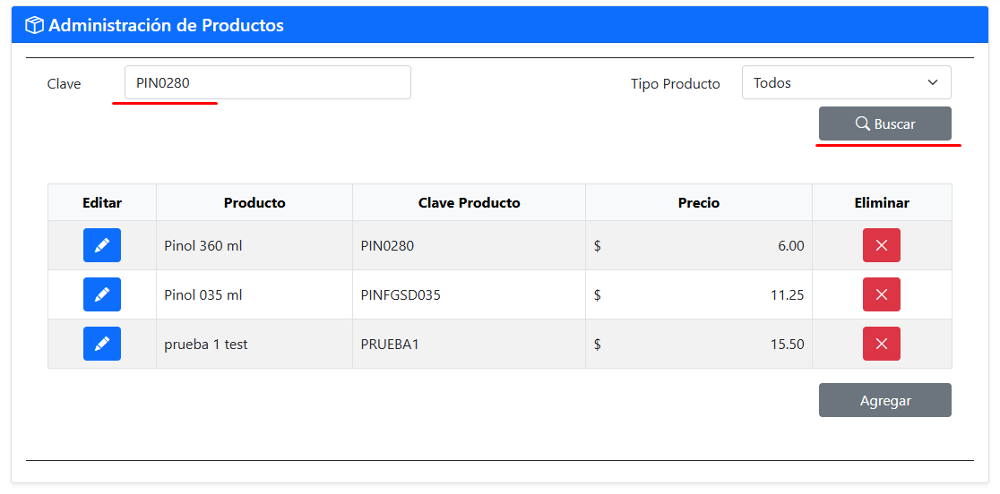 Administración de Productos
Clave PIN0280 Tipo Producto Todos
Buscar
Editar Producto Clave Producto Precio Eliminar
Pinol 360 ml PIN0280 $ 6.00
Pinol 035 ml PINFGSD035 $ 11.25
prueba 1 test PRUEBA1 $ 15.50
Agregar